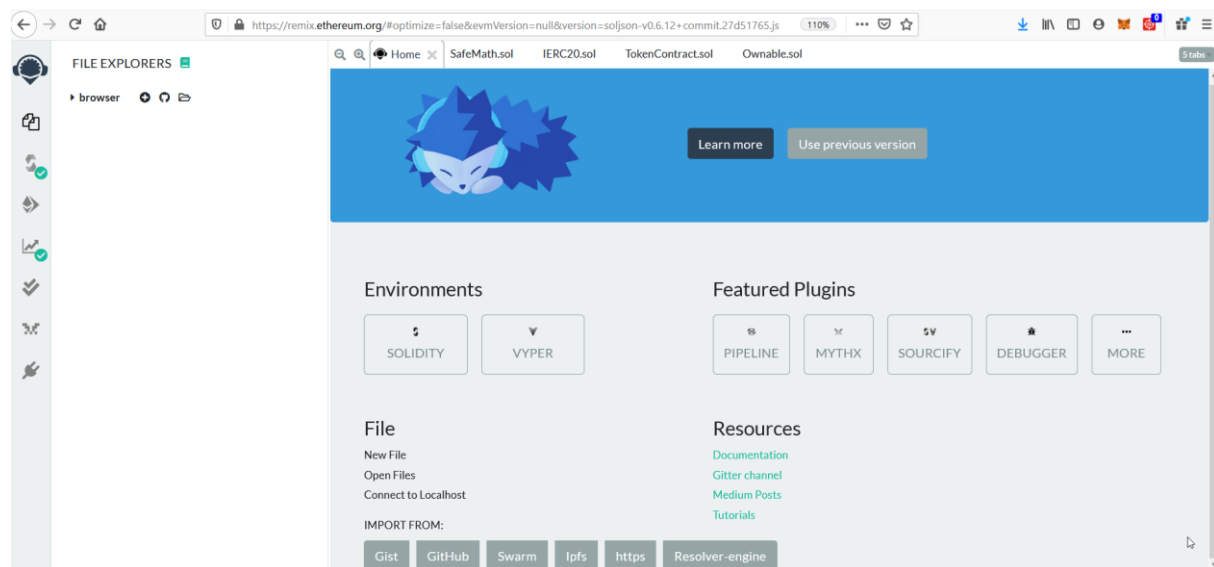 https://remix.ethereum.org/#optimize=false&evmVersion=null&version=soljson-v0.6.12+commit.27d51765.js 110%
0
FILE EXPLORERS
Home SafeMath.sol IERC20.sol TokenContract.sol Ownable.sol 5 tabs
browser
Learn more Use previous version
Environments
SOLIDITY VYPER
Featured Plugins
PIPELINE MYTHX SOURCIFY DEBUGGER MORE
File
New File
Open Files
Connect to Localhost
IMPORT FROM:
Gist GitHub Swarm Ipfs https Resolver-engine
Resources
Documentation
Gitter channel
Medium Posts
Tutorials